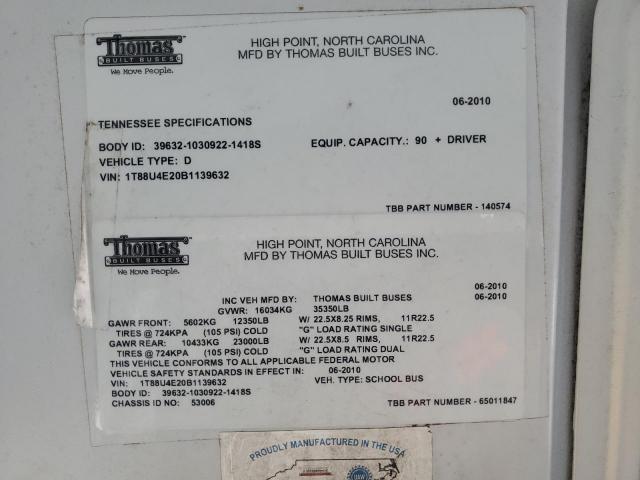 Thomas
BUILT BUSES
We Move People.
HIGH POINT, NORTH CAROLINA
MFD BY THOMAS BUILT BUSES INC.
06-2010
TENNESSEE SPECIFICATIONS
BODY ID: 39632-1030922-1418S EQUIP. CAPACITY.: 90 + DRIVER
VEHICLE TYPE: D
VIN: 1T88U4E20B1139632
TBB PART NUMBER - 140574
Thomas
BUILT BUSES
We Move People.
HIGH POINT, NORTH CAROLINA
MFD BY THOMAS BUILT BUSES INC.
06-2010
INC VEH MFD BY: THOMAS BUILT BUSES 06-2010
GVWR: 16034KG 35350LB
GAWR FRONT: 5602KG 12350LB W/ 22.5X8.25 RIMS, 11R22.5
TIRES @ 724KPA (105 PSI) COLD "G" LOAD RATING SINGLE
GAWR REAR: 10433KG 23000LB W/ 22.5X8.5 RIMS, 11R22.5
TIRES @ 724KPA (105 PSI) COLD "G" LOAD RATING DUAL
THIS VEHICLE CONFORMS TO ALL APPLICABLE FEDERAL MOTOR
VEHICLE SAFETY STANDARDS IN EFFECT IN: 06-2010
VIN: 1T88U4E20B1139632 VEH. TYPE: SCHOOL BUS
BODY ID: 39632-1030922-1418S
CHASSIS ID NO: 53006 TBB PART NUMBER - 65011847
PROUDLY MANUFACTURED IN THE USA